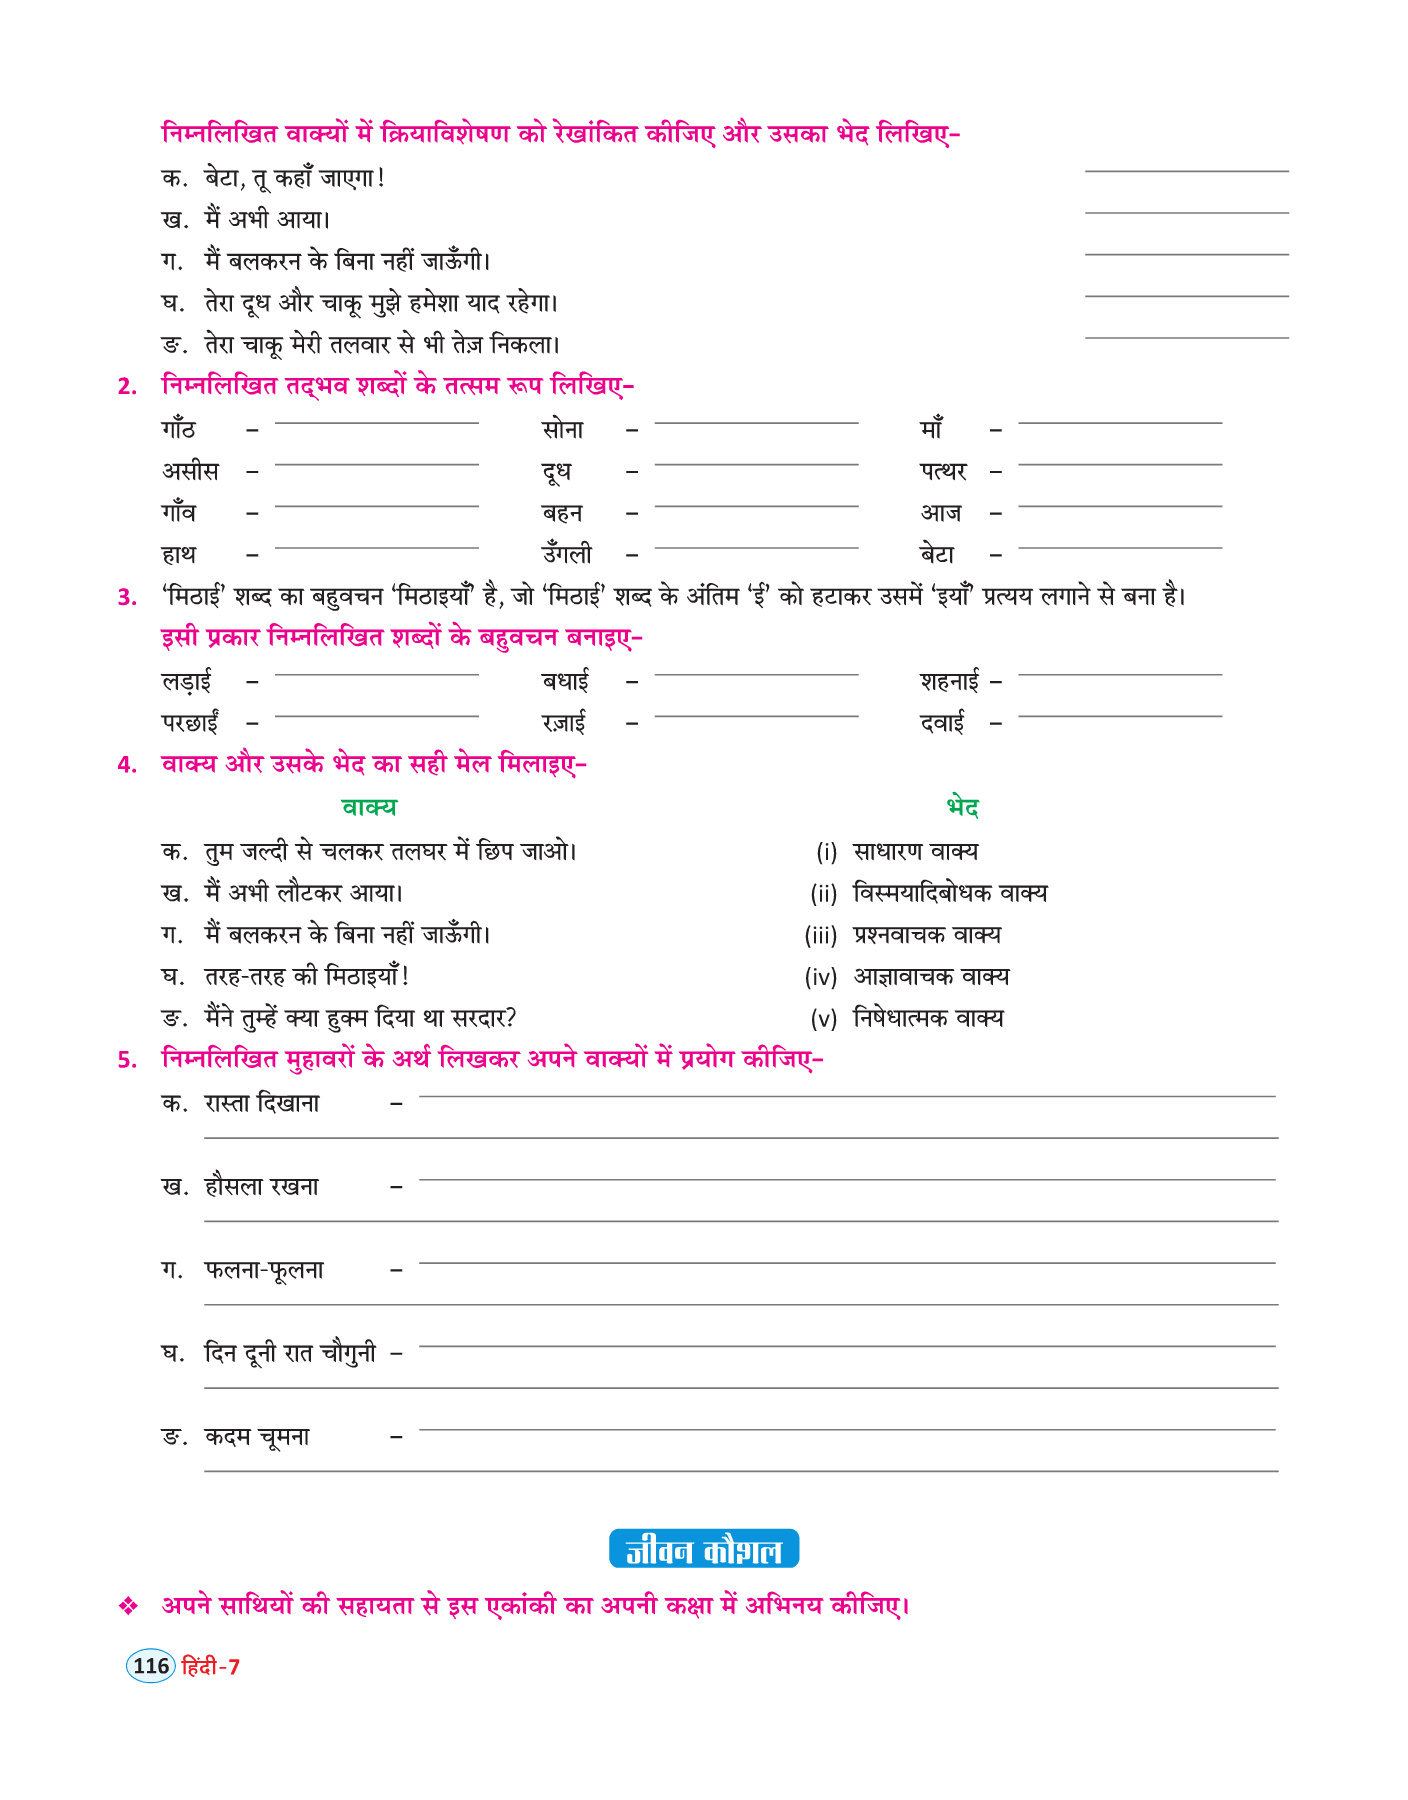 निम्नलिखित वाक्यों में क्रियाविशेषण को रेखांकित कीजिए और उसका भेद लिखिए–
क. बेटा, तू कहाँ जाएगा!
ख. मैं अभी आया।
ग. मैं बलकरन के बिना नहीं जाऊँगी।
घ. तेरा दूध और चाकू मुझे हमेशा याद रहेगा।
ङ. तेरा चाकू मेरी तलवार से भी तेज़ निकला।
2. निम्नलिखित तद्‌भव शब्दों के तत्सम रूप लिखिए–
गाँठ – सोना – माँ –
असीस – दूध – पत्थर –
गाँव – बहन – आज –
हाथ – उँगली – बेटा –
3. ‘मिठाई’ शब्द का बहुवचन ‘मिठाइयाँ’ है, जो ‘मिठाई’ शब्द के अंतिम ‘ई’ को हटाकर उसमें ‘इयाँ’ प्रत्यय लगाने से बना है।
इसी प्रकार निम्नलिखित शब्दों के बहुवचन बनाइए–
लड़ाई – बधाई – शहनाई –
परछाईं – रज़ाई – दवाई –
4. वाक्य और उसके भेद का सही मेल मिलाइए–
वाक्य भेद
क. तुम जल्दी से चलकर तलघर में छिप जाओ। (i) साधारण वाक्य
ख. मैं अभी लौटकर आया। (ii) विस्मयादिबोधक वाक्य
ग. मैं बलकरन के बिना नहीं जाऊँगी। (iii) प्रश्नवाचक वाक्य
घ. तरह-तरह की मिठाइयाँ! (iv) आज्ञावाचक वाक्य
ङ. मैंने तुम्हें क्या हुक्म दिया था सरदार? (v) निषेधात्मक वाक्य
5. निम्नलिखित मुहावरों के अर्थ लिखकर अपने वाक्यों में प्रयोग कीजिए–
क. रास्ता दिखाना –
ख. हौसला रखना –
ग. फलना-फूलना –
घ. दिन दूनी रात चौगुनी –
ङ. कदम चूमना –
जीवन कौशल
❖ अपने साथियों की सहायता से इस एकांकी का अपनी कक्षा में अभिनय कीजिए।
116 हिंदी-7